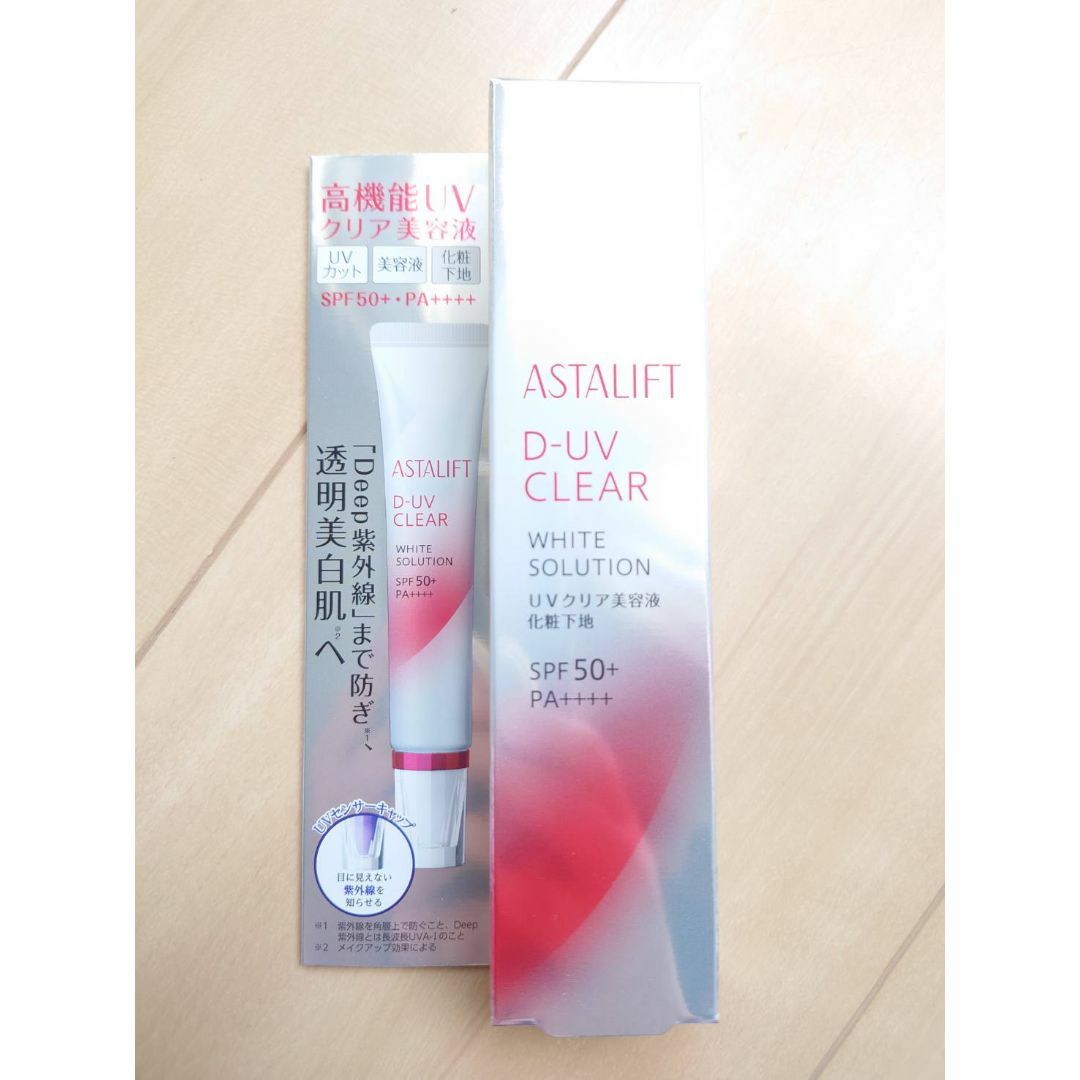 高機能UV
クリア美容液
UV
カット
美容液
化粧
下地
SPF50+・PA++++
「Deep紫外線」まで防ぎ※1、
透明美白肌※2へ
ASTALIFT
D-UV
CLEAR
WHITE
SOLUTION
SPF50+
PA++++
UVセンサーキャップ
目に見えない
紫外線を
知らせる
※1 紫外線を角層上で防ぐこと、Deep
紫外線とは長波長UVA-Iのこと
※2 メイクアップ効果による
ASTALIFT
D-UV
CLEAR
WHITE
SOLUTION
UVクリア美容液
化粧下地
SPF50+
PA++++